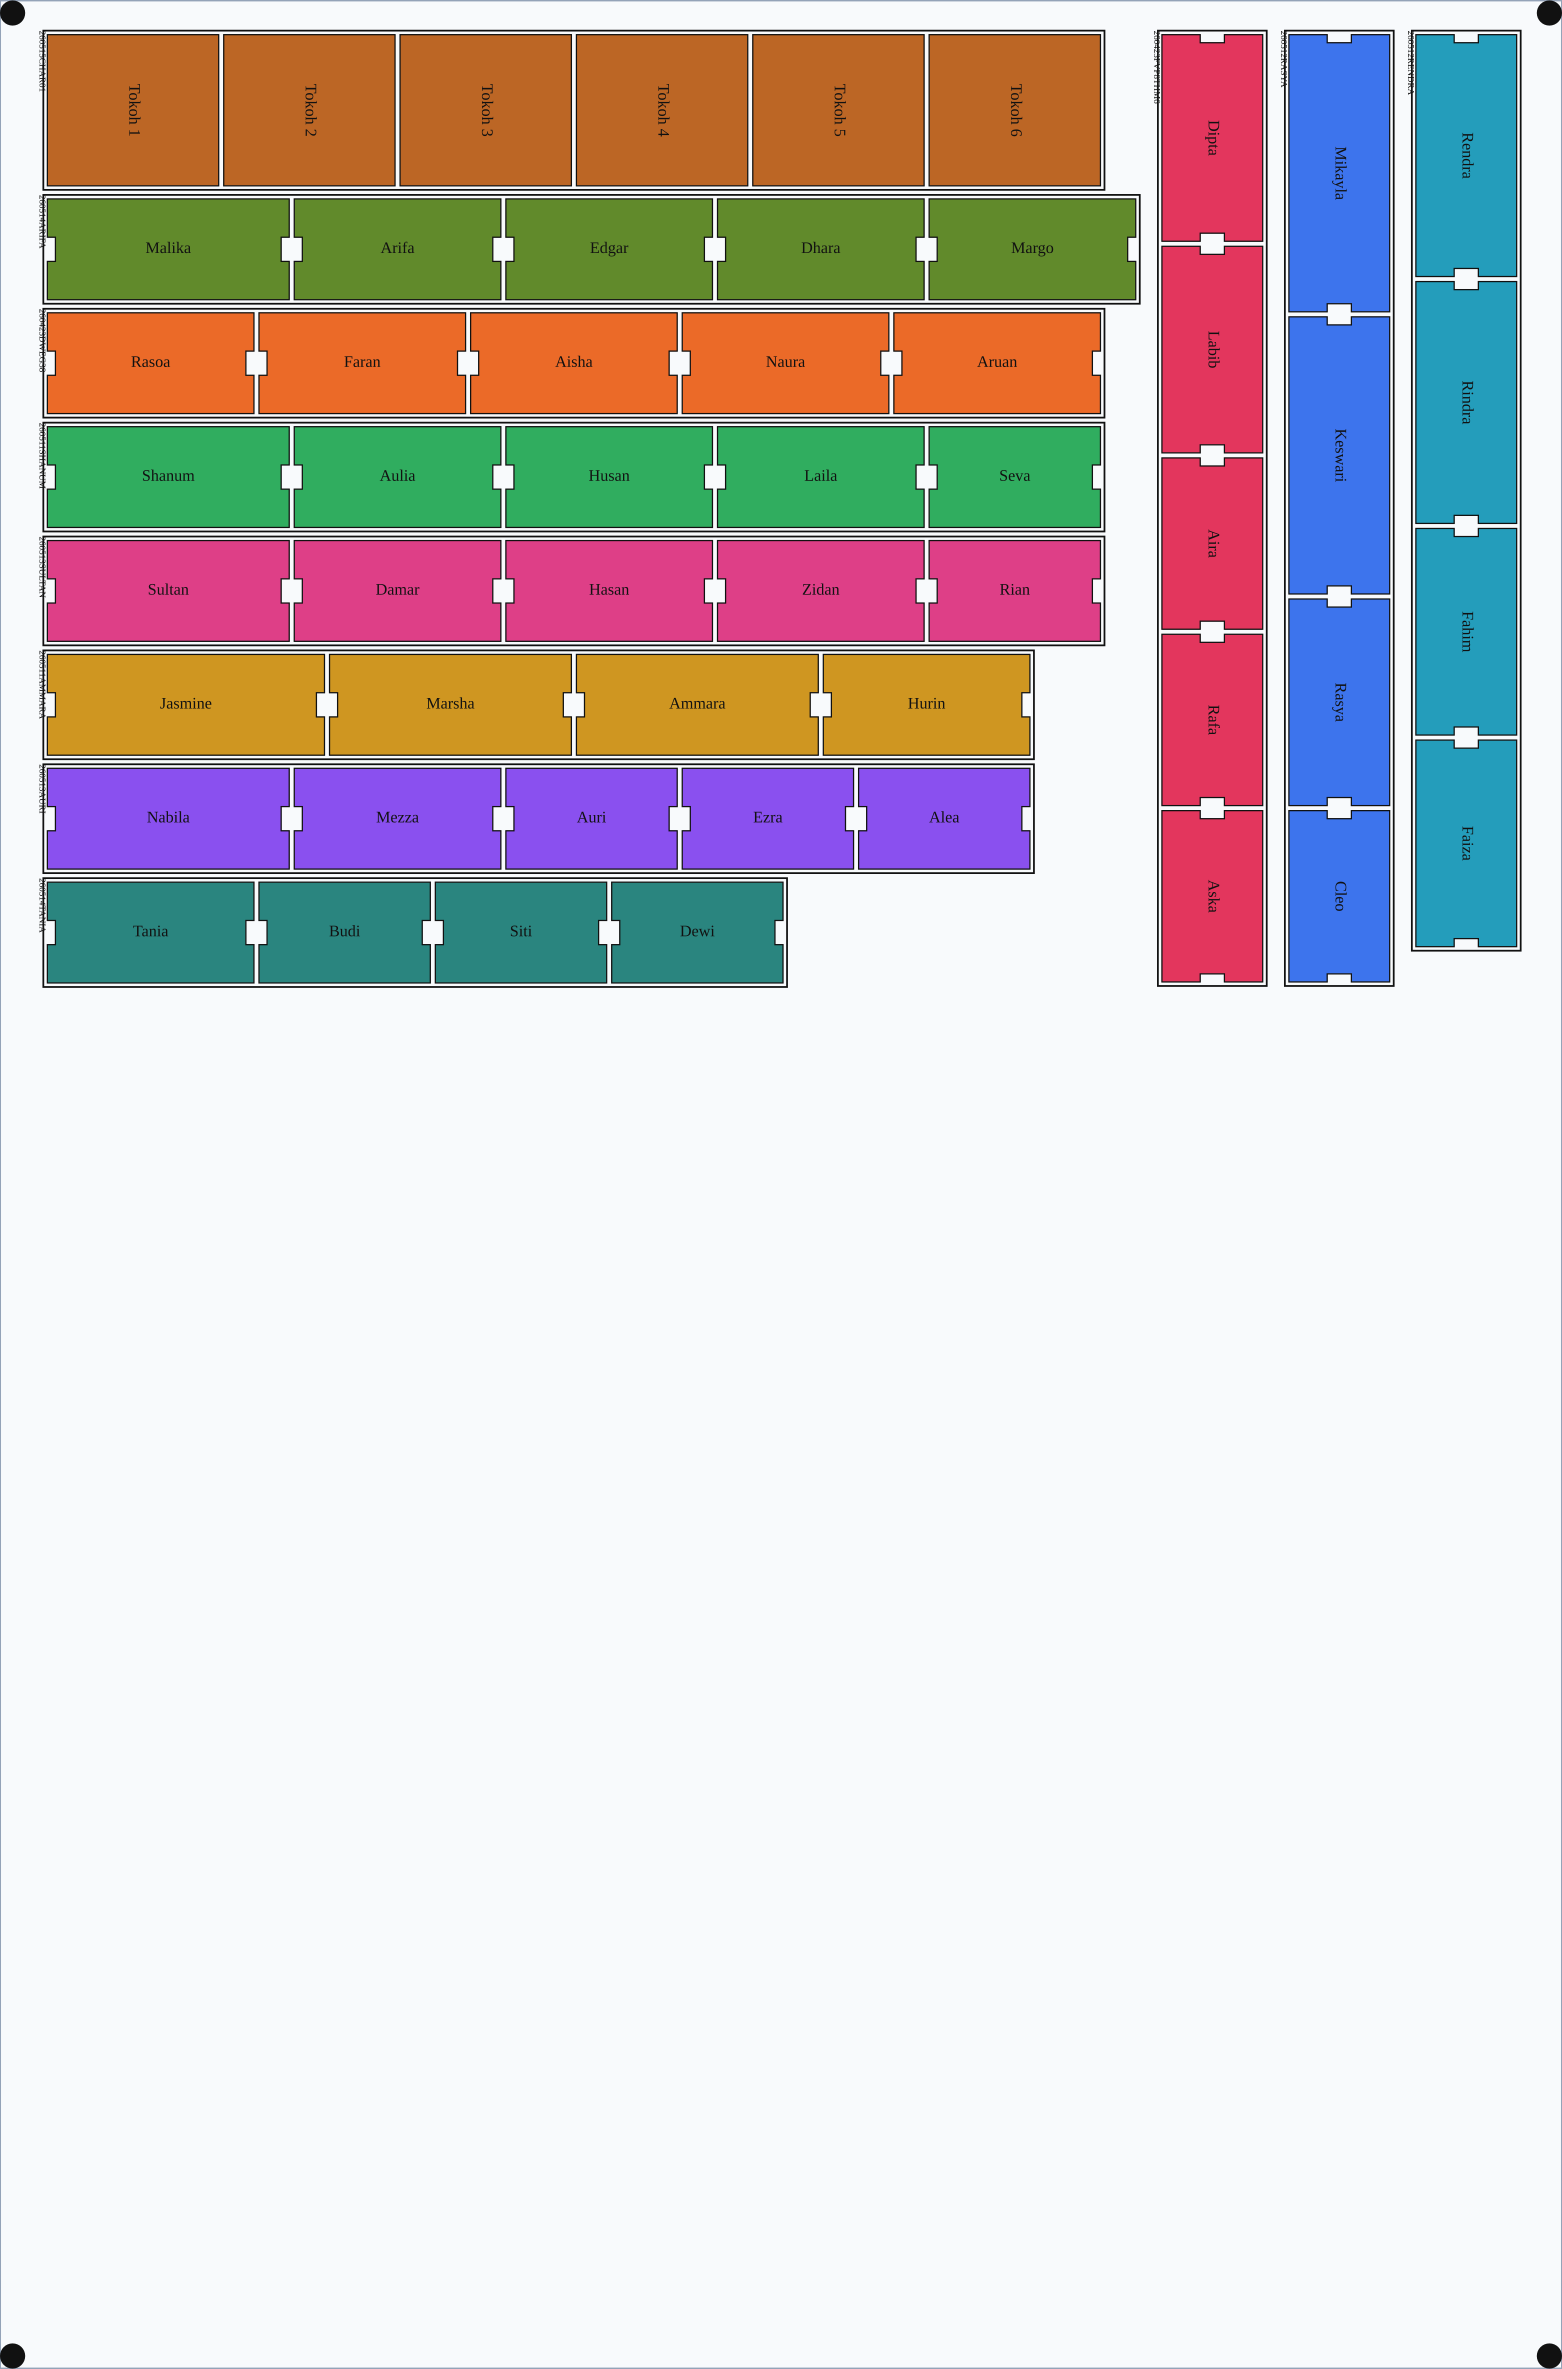 Tokoh 1
Tokoh 2
Tokoh 3
Tokoh 4
Tokoh 5
Tokoh 6
Malika
Arifa
Edgar
Dhara
Margo
Rasoa
Faran
Aisha
Naura
Aruan
Shanum
Aulia
Husan
Laila
Seva
Sultan
Damar
Hasan
Zidan
Rian
Jasmine
Marsha
Ammara
Hurin
Nabila
Mezza
Auri
Ezra
Alea
Tania
Budi
Siti
Dewi
Dipta
Labib
Aira
Rafa
Aska
260512RASYA
Mikayla
Keswari
Rasya
Cleo
260512RENDRA
Rendra
Rindra
Fahim
Faiza